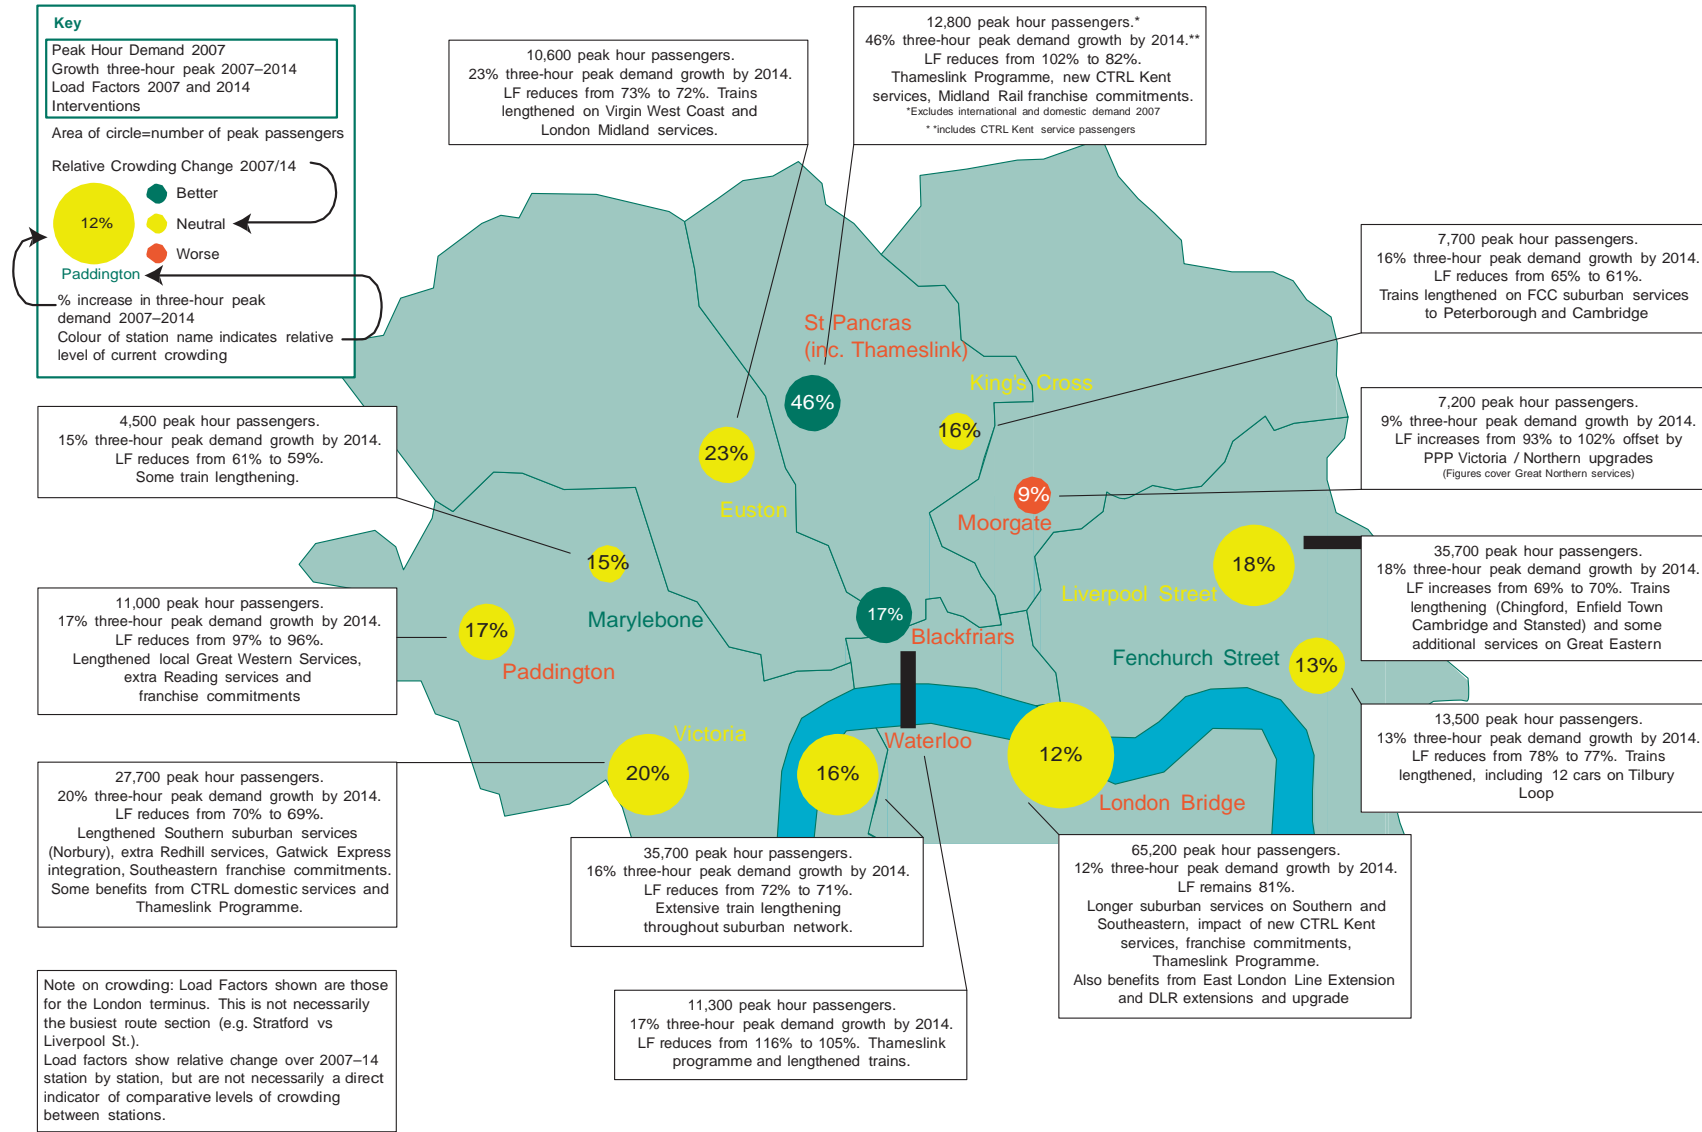 Key
Peak Hour Demand 2007
Growth three-hour peak 2007–2014
Load Factors 2007 and 2014
Interventions
Area of circle=number of peak passengers
Relative Crowding Change 2007/14
Better
12%
Neutral
Worse
Paddington
% increase in three-hour peak
demand 2007–2014
Colour of station name indicates relative
level of current crowding
10,600 peak hour passengers.
23% three-hour peak demand growth by 2014.
LF reduces from 73% to 72%. Trains
lengthened on Virgin West Coast and
London Midland services.
12,800 peak hour passengers.*
46% three-hour peak demand growth by 2014.**
LF reduces from 102% to 82%.
Thameslink Programme, new CTRL Kent
services, Midland Rail franchise commitments.
*Excludes international and domestic demand 2007
* *includes CTRL Kent service passengers
7,700 peak hour passengers.
16% three-hour peak demand growth by 2014.
LF reduces from 65% to 61%.
Trains lengthened on FCC suburban services
to Peterborough and Cambridge
St Pancras
(inc. Thameslink)
King's Cross
46%
16%
23%
Euston
7,200 peak hour passengers.
9% three-hour peak demand growth by 2014.
LF increases from 93% to 102% offset by
PPP Victoria / Northern upgrades
(Figures cover Great Northern services)
4,500 peak hour passengers.
15% three-hour peak demand growth by 2014.
LF reduces from 61% to 59%.
Some train lengthening.
9%
Moorgate
15%
Marylebone
18%
Liverpool Street
35,700 peak hour passengers.
18% three-hour peak demand growth by 2014.
LF increases from 69% to 70%. Trains
lengthening (Chingford, Enfield Town
Cambridge and Stansted) and some
additional services on Great Eastern
11,000 peak hour passengers.
17% three-hour peak demand growth by 2014.
LF reduces from 97% to 96%.
Lengthened local Great Western Services,
extra Reading services and
franchise commitments
17%
Paddington
17%
Blackfriars
Fenchurch Street
13%
13,500 peak hour passengers.
13% three-hour peak demand growth by 2014.
LF reduces from 78% to 77%. Trains
lengthened, including 12 cars on Tilbury
Loop
Victoria
20%
Waterloo
16%
12%
London Bridge
27,700 peak hour passengers.
20% three-hour peak demand growth by 2014.
LF reduces from 70% to 69%.
Lengthened Southern suburban services
(Norbury), extra Redhill services, Gatwick Express
integration, Southeastern franchise commitments.
Some benefits from CTRL domestic services and
Thameslink Programme.
35,700 peak hour passengers.
16% three-hour peak demand growth by 2014.
LF reduces from 72% to 71%.
Extensive train lengthening
throughout suburban network.
65,200 peak hour passengers.
12% three-hour peak demand growth by 2014.
LF remains 81%.
Longer suburban services on Southern and
Southeastern, impact of new CTRL Kent
services, franchise commitments,
Thameslink Programme.
Also benefits from East London Line Extension
and DLR extensions and upgrade
11,300 peak hour passengers.
17% three-hour peak demand growth by 2014.
LF reduces from 116% to 105%. Thameslink
programme and lengthened trains.
Note on crowding: Load Factors shown are those
for the London terminus. This is not necessarily
the busiest route section (e.g. Stratford vs
Liverpool St.).
Load factors show relative change over 2007–14
station by station, but are not necessarily a direct
indicator of comparative levels of crowding
between stations.